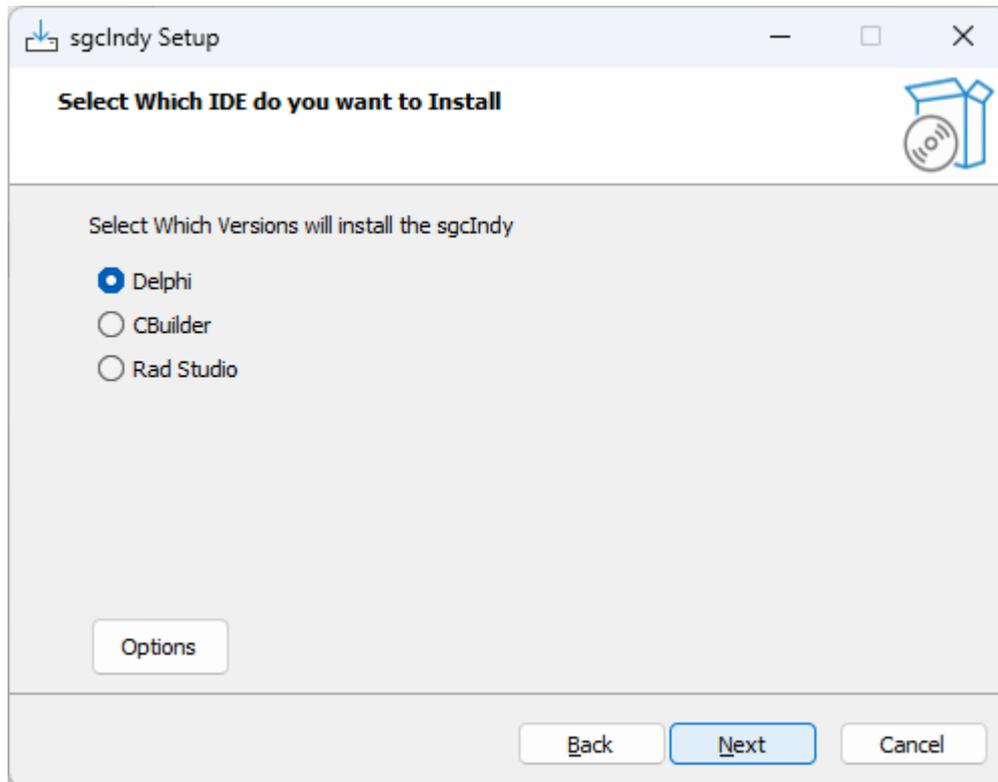 sgcIndy Setup
Select Which IDE do you want to Install
Select Which Versions will install the sgcIndy
Delphi
CBuilder
Rad Studio
Options
Back Next Cancel